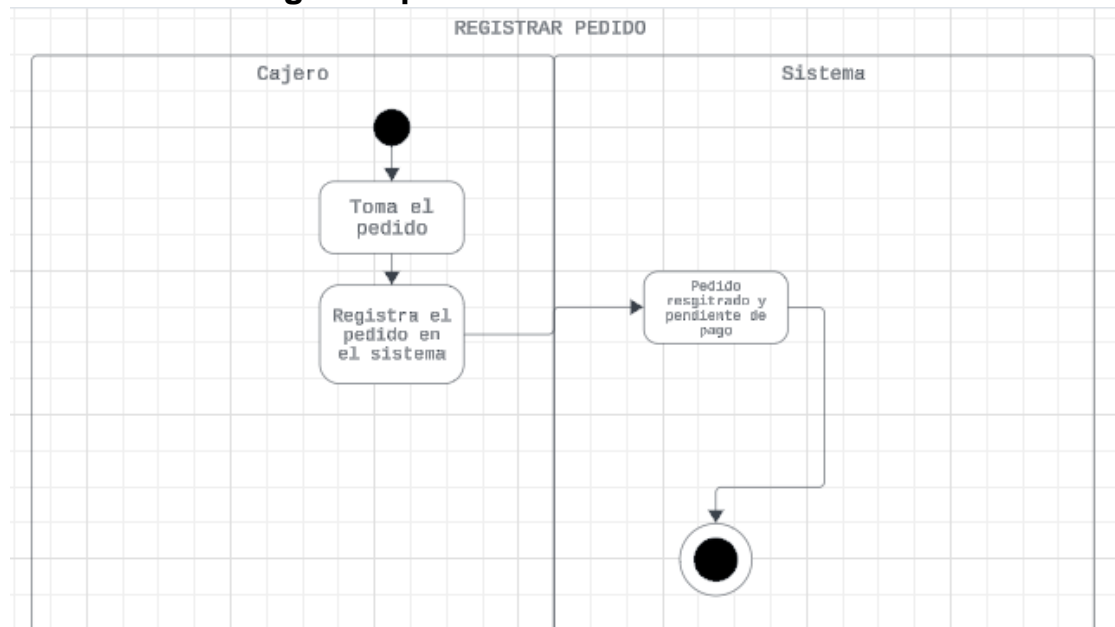 REGISTRAR PEDIDO
Cajero
Sistema
Toma el
pedido
Registra el
pedido en
el sistema
Pedido
resgitrado y
pendiente de
pago